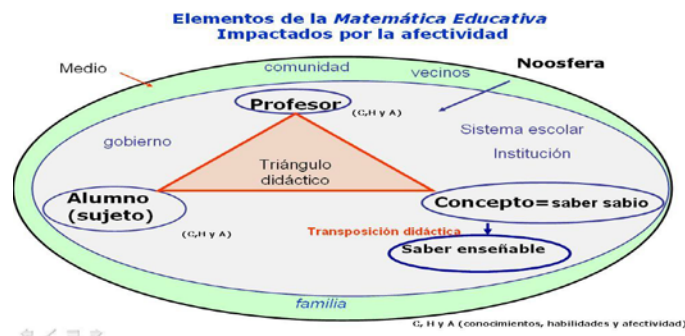 Elementos de la Matemática Educativa
Impactados por la afectividad
Medio
comunidad
vecinos
Noosfera
Profesor
(C,H y A)
gobierno
Sistema escolar
Institución
Triángulo
didáctico
Alumno
(sujeto)
(C,H y A)
Concepto=saber sabio
Transposición didáctica
Saber enseñable
familia
C, H y A (conocimientos, habilidades y afectividad)